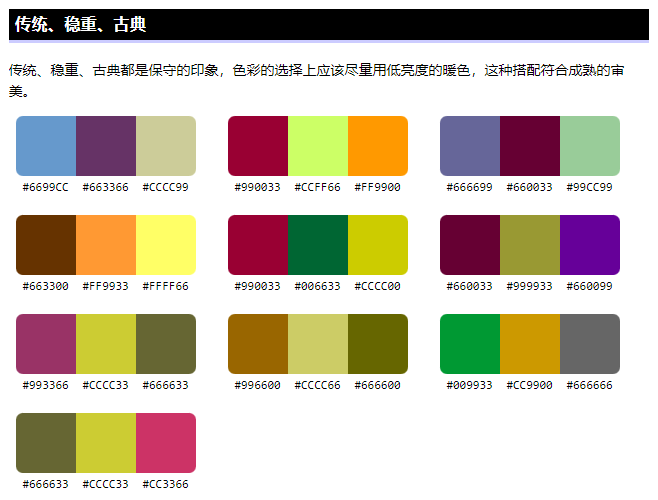 传统、稳重、古典
传统、稳重、古典都是保守的印象，色彩的选择上应该尽量用低亮度的暖色，这种搭配符合成熟的审
美。
#6699CC #663366 #CCCC99 #990033 #CCFF66 #FF9900 #666699 #660033 #99CC99
#663300 #FF9933 #FFFF66 #990033 #006633 #CCCC00 #660033 #999933 #660099
#993366 #CCCC33 #666633 #996600 #CCCC66 #666600 #009933 #CC9900 #666666
#666633 #CCCC33 #CC3366